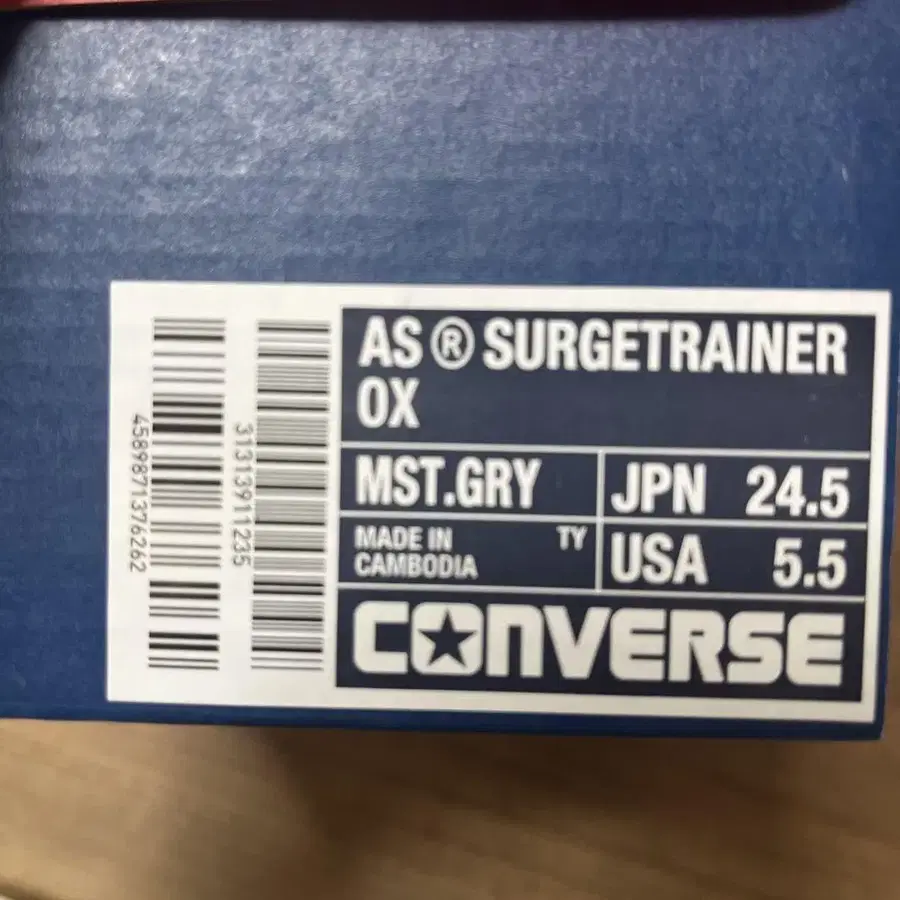 AS® SURGETRAINER
OX
MST.GRY
JPN 24.5
MADE IN
CAMBODIA
TY
USA 5.5
CONVERSE
4589871376262
31313911235